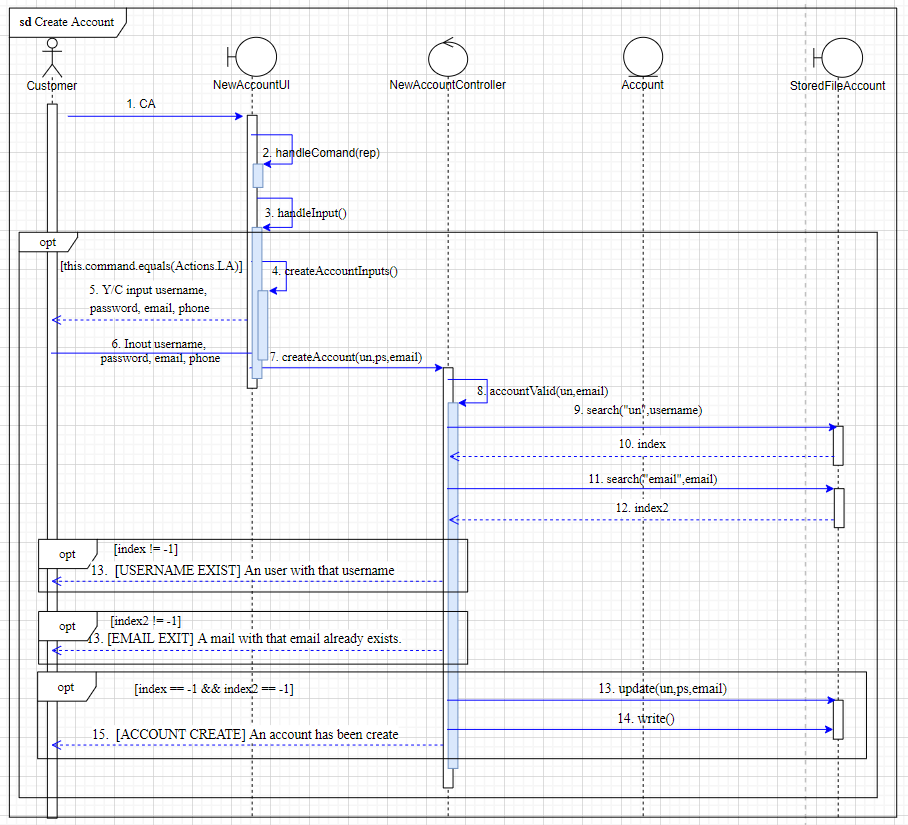 sd Create Account
Customer
NewAccountUI
NewAccountController
Account
StoredFileAccount
1. CA
2. handleComand(rep)
3. handleInput()
opt
[this.command.equals(Actions.LA)]
4. createAccountInputs()
5. Y/C input username,
password, email, phone
6. Inout username,
password, email, phone
7. createAccount(un,ps,email)
8. accountValid(un,email)
9. search("un",username)
10. index
11. search("email",email)
12. index2
opt
[index != -1]
13. [USERNAME EXIST] An user with that username
opt
[index2 != -1]
13. [EMAIL EXIT] A mail with that email already exists.
opt
[index == -1 && index2 == -1]
13. update(un,ps,email)
14. write()
15. [ACCOUNT CREATE] An account has been create